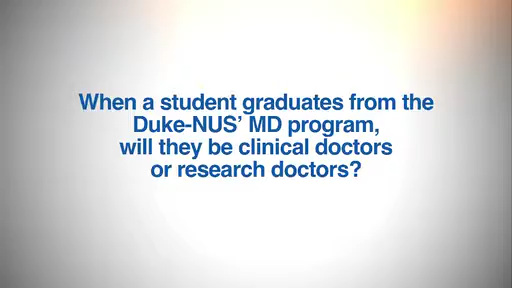 When a student graduates from the
Duke-NUS’ MD program,
will they be clinical doctors
or research doctors?